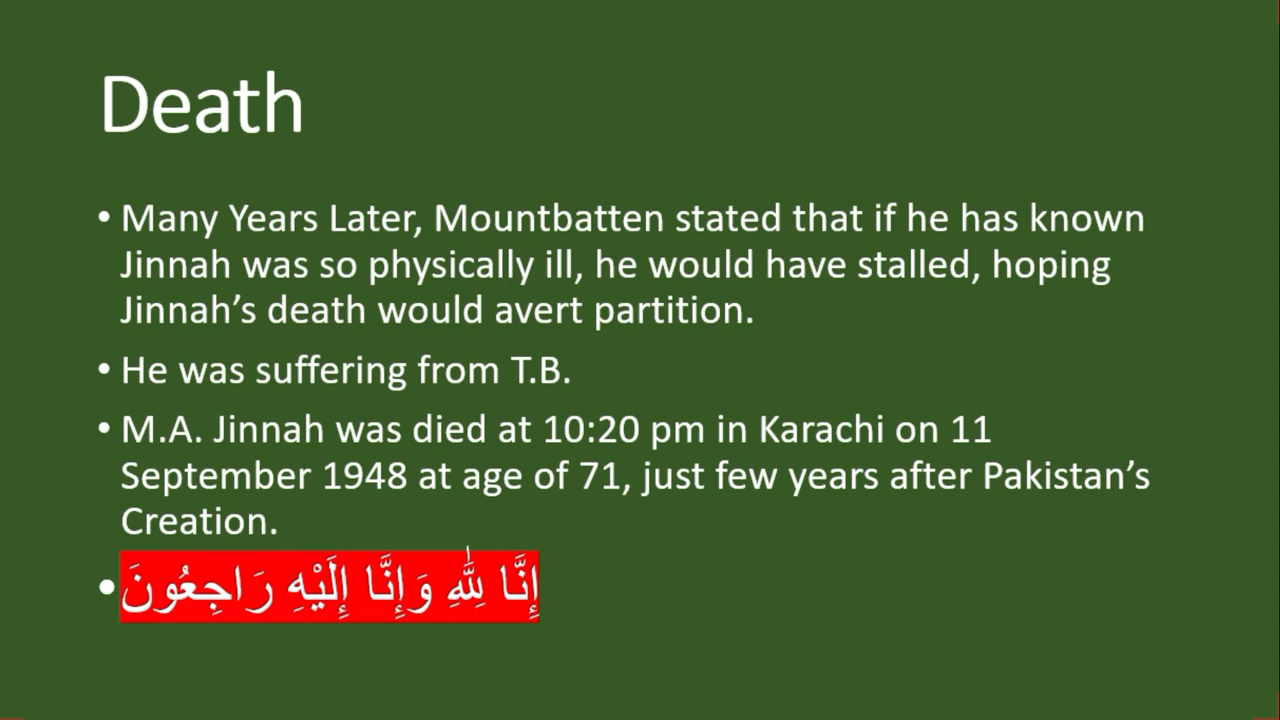 Death
• Many Years Later, Mountbatten stated that if he has known
Jinnah was so physically ill, he would have stalled, hoping
Jinnah’s death would avert partition.
• He was suffering from T.B.
• M.A. Jinnah was died at 10:20 pm in Karachi on 11
September 1948 at age of 71, just few years after Pakistan’s
Creation.
• إِنَّا لِلّٰهِ وَإِنَّا إِلَيْهِ رَاجِعُونَ